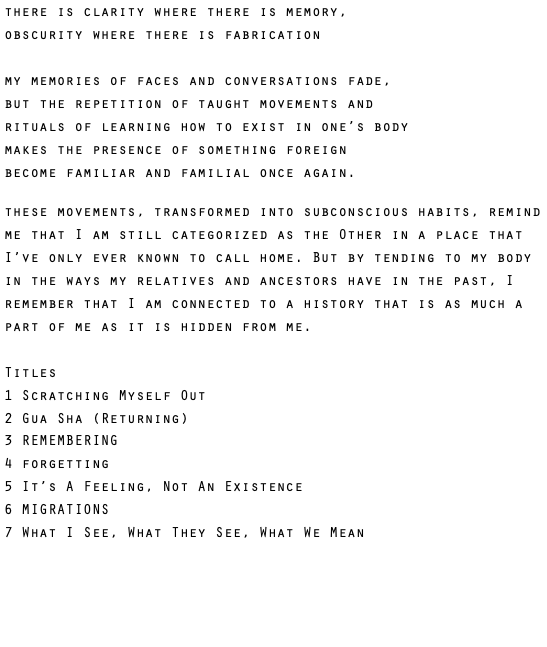 there is clarity where there is memory,
obscurity where there is fabrication
my memories of faces and conversations fade,
but the repetition of taught movements and
rituals of learning how to exist in one's body
makes the presence of something foreign
become familiar and familial once again.
these movements, transformed into subconscious habits, remind
me that I am still categorized as the Other in a place that
I've only ever known to call home. But by tending to my body
in the ways my relatives and ancestors have in the past, I
remember that I am connected to a history that is as much a
part of me as it is hidden from me.
Titles
1 Scratching Myself Out
2 Gua Sha (Returning)
3 REMEMBERING
4 forgetting
5 It's A Feeling, Not An Existence
6 MIGRATIONS
7 What I See, What They See, What We Mean